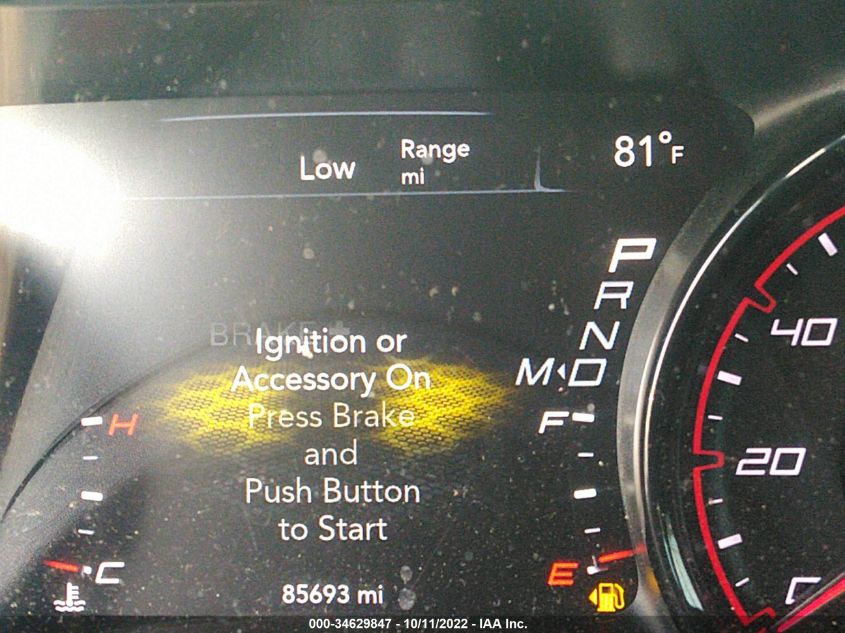 Low
Range
mi
81°F
P
R
N
M D
BRAKE
Ignition or
Accessory On
Press Brake
and
Push Button
to Start
H
C
F
E
40
20
85693 mi
000-34629847 - 10/11/2022 - IAA Inc.